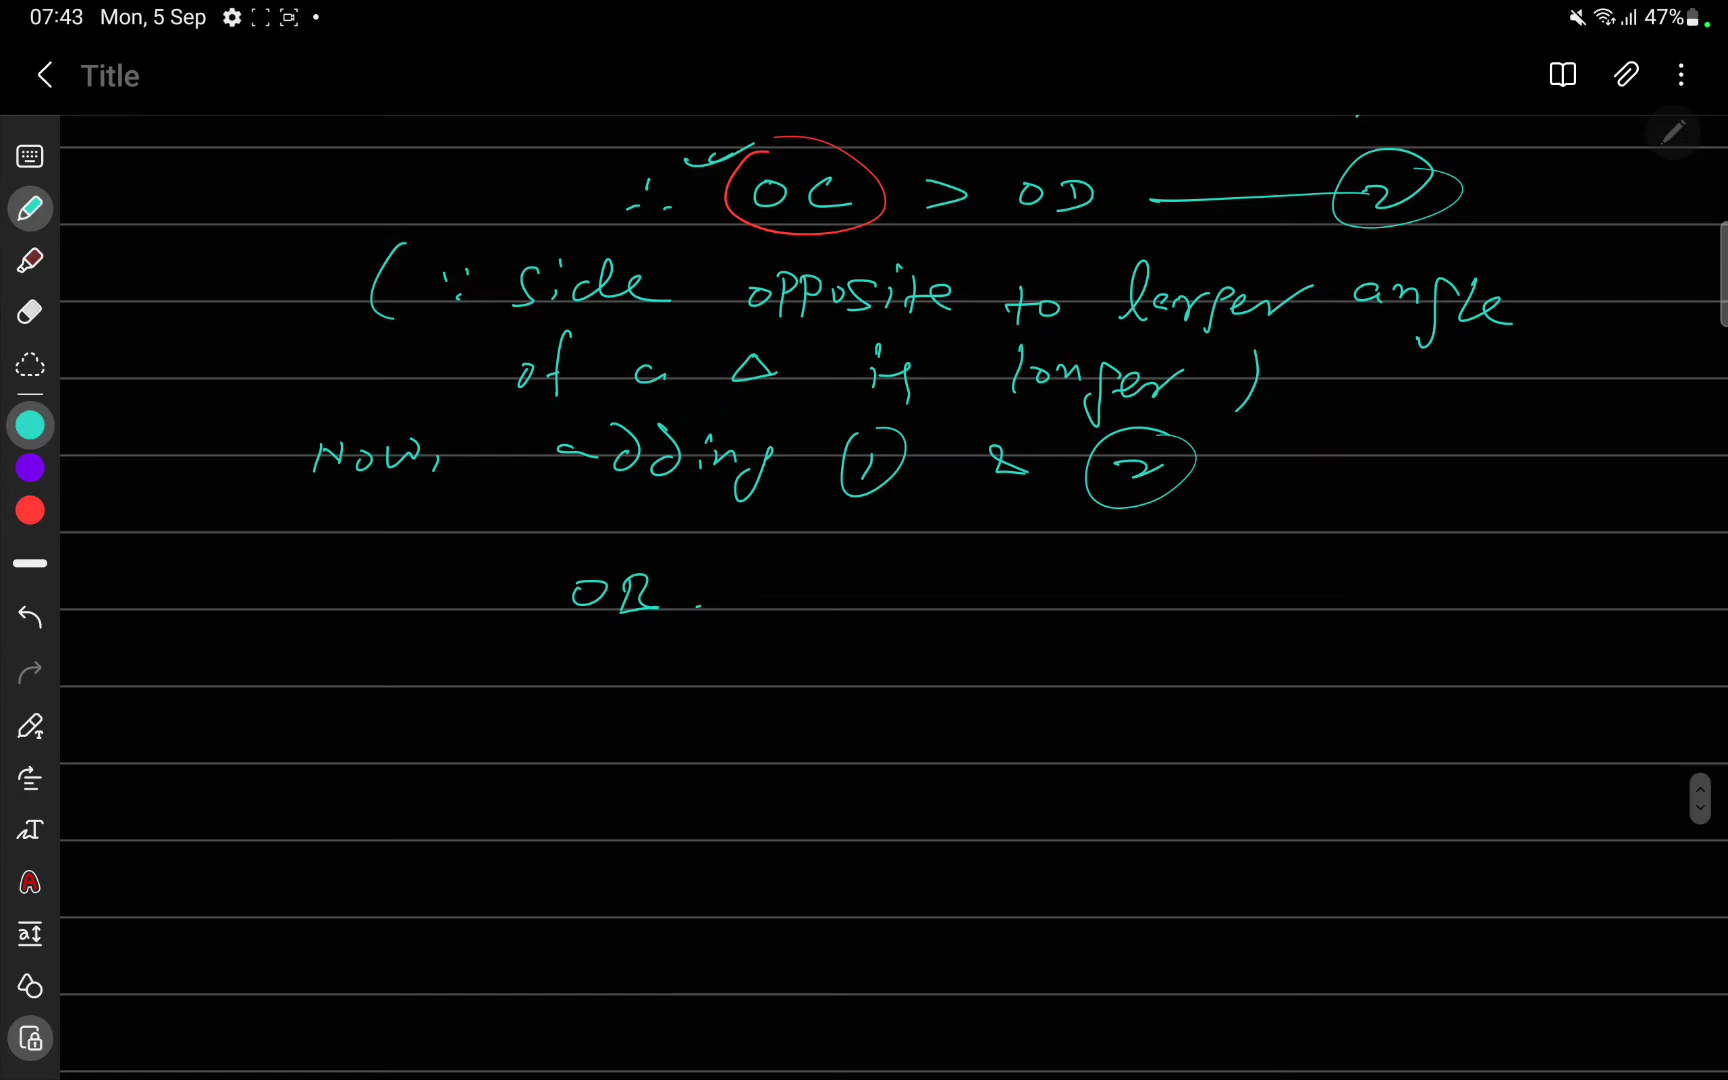 07:43 Mon, 5 Sep 47%
Title
∴ OC > OD —— ②
(∵ Side opposite to larger angle
of a Δ is longer)
Now, adding ① & ②
OB .